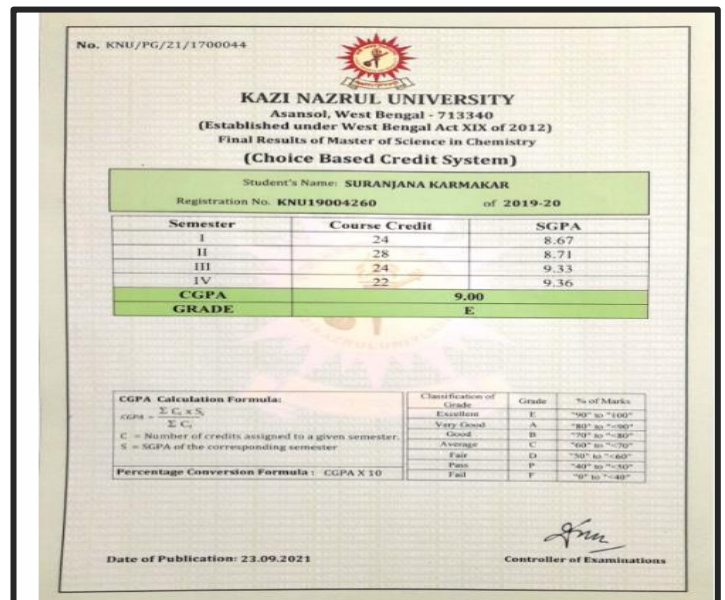 No. KNU/PG/21/1700044
KAZI NAZRUL UNIVERSITY
Asansol, West Bengal - 713340
(Established under West Bengal Act XIX of 2012)
Final Results of Master of Science in Chemistry
(Choice Based Credit System)
Student's Name: SURANJANA KARMAKAR
Registration No. KNU19004260 of 2019-20
Semester Course Credit SGPA
I 24 8.67
II 28 8.71
III 24 9.33
IV 22 9.36
CGPA 9.00
GRADE E
CGPA Calculation Formula:
CGPA = Σ Ci x Si / Σ Ci
C = Number of credits assigned to a given semester.
S = SGPA of the corresponding semester
Percentage Conversion Formula : CGPA X 10
Classification of Grade Grade % of Marks
Excellent E "90" to "100"
Very Good A "80" to "<90"
Good B "70" to "<80"
Average C "60" to "<70"
Fair D "50" to "<60"
Pass P "40" to "<50"
Fail F "0" to "<40"
Date of Publication: 23.09.2021
Controller of Examinations